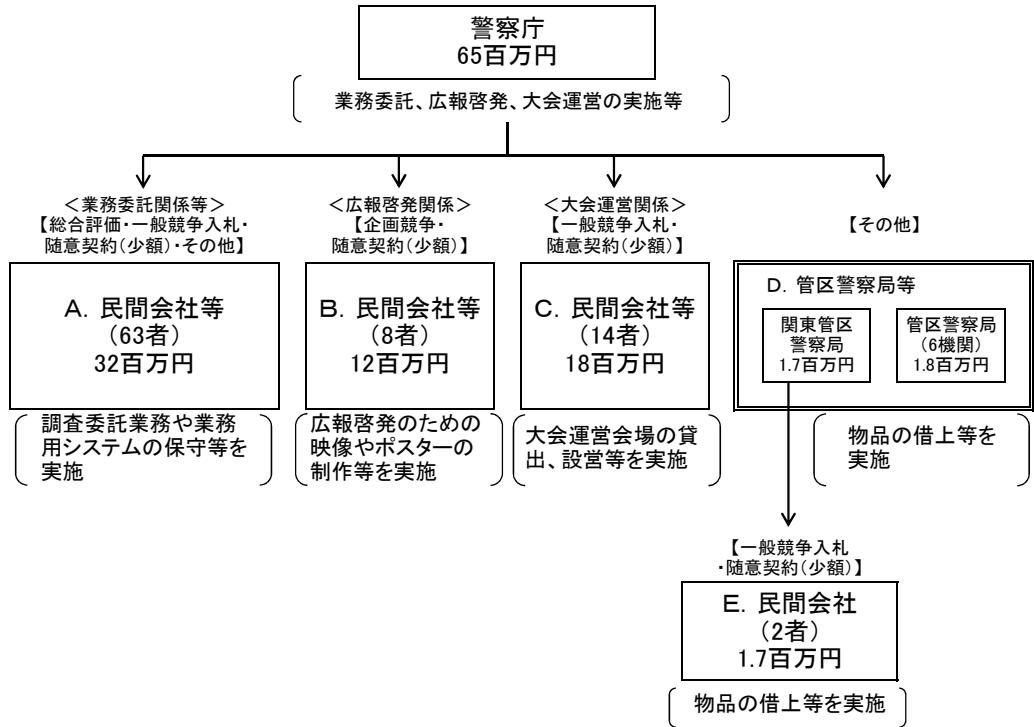 警察庁
65百万円
業務委託、広報啓発、大会運営の実施等
＜業務委託関係等＞
【総合評価・一般競争入札・
随意契約(少額)・その他】
A．民間会社等
(63者)
32百万円
調査委託業務や業務
用システムの保守等を
実施
＜広報啓発関係＞
【企画競争・
随意契約(少額)】
B．民間会社等
(8者)
12百万円
広報啓発のための
映像やポスターの
制作等を実施
＜大会運営関係＞
【一般競争入札・
随意契約(少額)】
C．民間会社等
(14者)
18百万円
大会運営会場の貸
出、設営等を実施
【その他】
D．管区警察局等
関東管区
警察局
1.7百万円
管区警察局
(6機関)
1.8百万円
物品の借上等を
実施
【一般競争入札
・随意契約(少額)】
E．民間会社
(2者)
1.7百万円
物品の借上等を実施